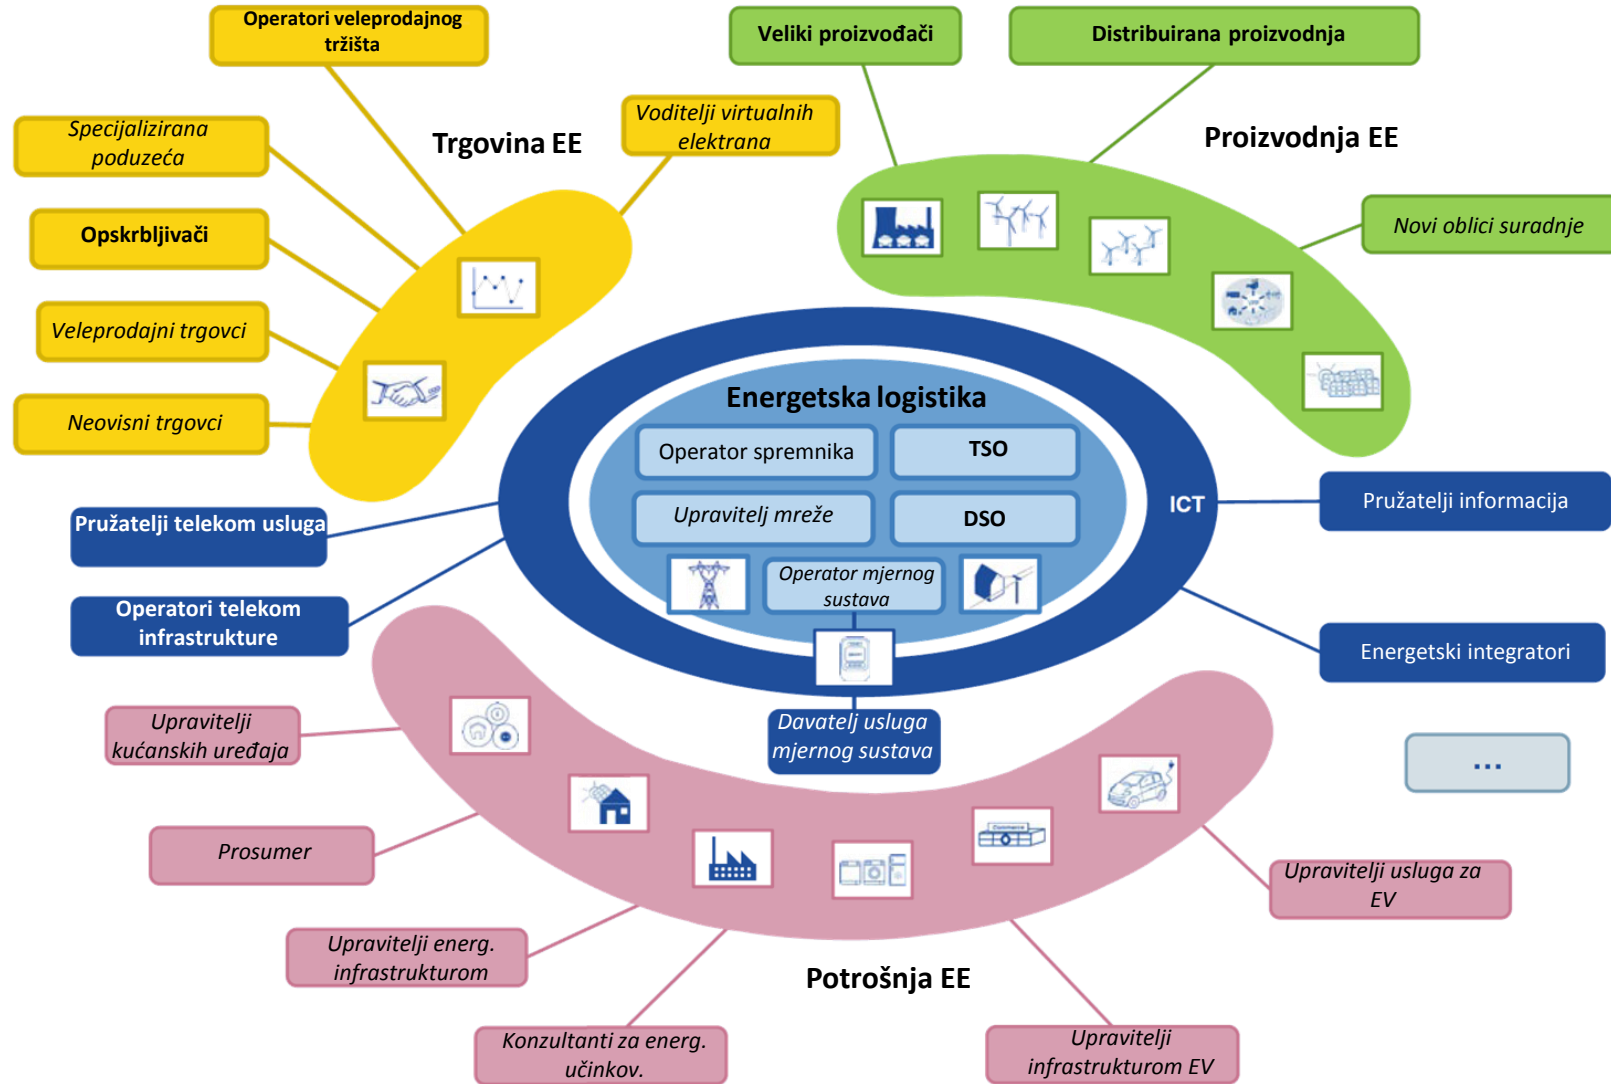 Operatori veleprodajnog
tržišta
Veliki proizvođači
Distribuirana proizvodnja
Specijalizirana
poduzeća
Trgovina EE
Voditelji virtualnih
elektrana
Proizvodnja EE
Opskrbljivači
Novi oblici suradnje
Veleprodajni trgovci
Neovisni trgovci
Energetska logistika
Operator spremnika
TSO
Upravitelj mreže
DSO
ICT
Operator mjernog
sustava
Pružatelji telekom usluga
Pružatelji informacija
Operatori telekom
infrastrukture
Energetski integratori
Davatelj usluga
mjernog sustava
Upravitelji
kućanskih uređaja
...
Commerce
Prosumer
Upravitelji usluga za
EV
Upravitelji energ.
infrastrukturom
Potrošnja EE
Konzultanti za energ.
učinkov.
Upravitelji
infrastrukturom EV